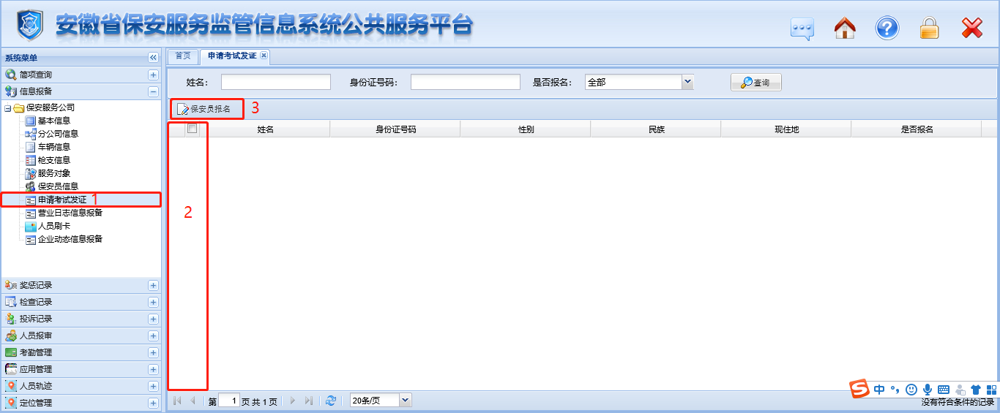 安徽省保安服务监管信息系统公共服务平台
系统菜单
首页
申请考试发证
简项查询
信息报备
保安服务公司
基本信息
分公司信息
车辆信息
枪支信息
服务对象
保安员信息
申请考试发证 1
营业日志信息报备
人员刷卡
企业动态信息报备
奖惩记录
检查记录
投诉记录
人员报审
考勤管理
应用管理
人员轨迹
定位管理
姓名： 身份证号码： 是否报名： 全部 查询
保安员报名 3
姓名 身份证号码 性别 民族 现住地 是否报名
2
第 1 页 共 1 页 20条/页
没有符合条件的记录
S 中